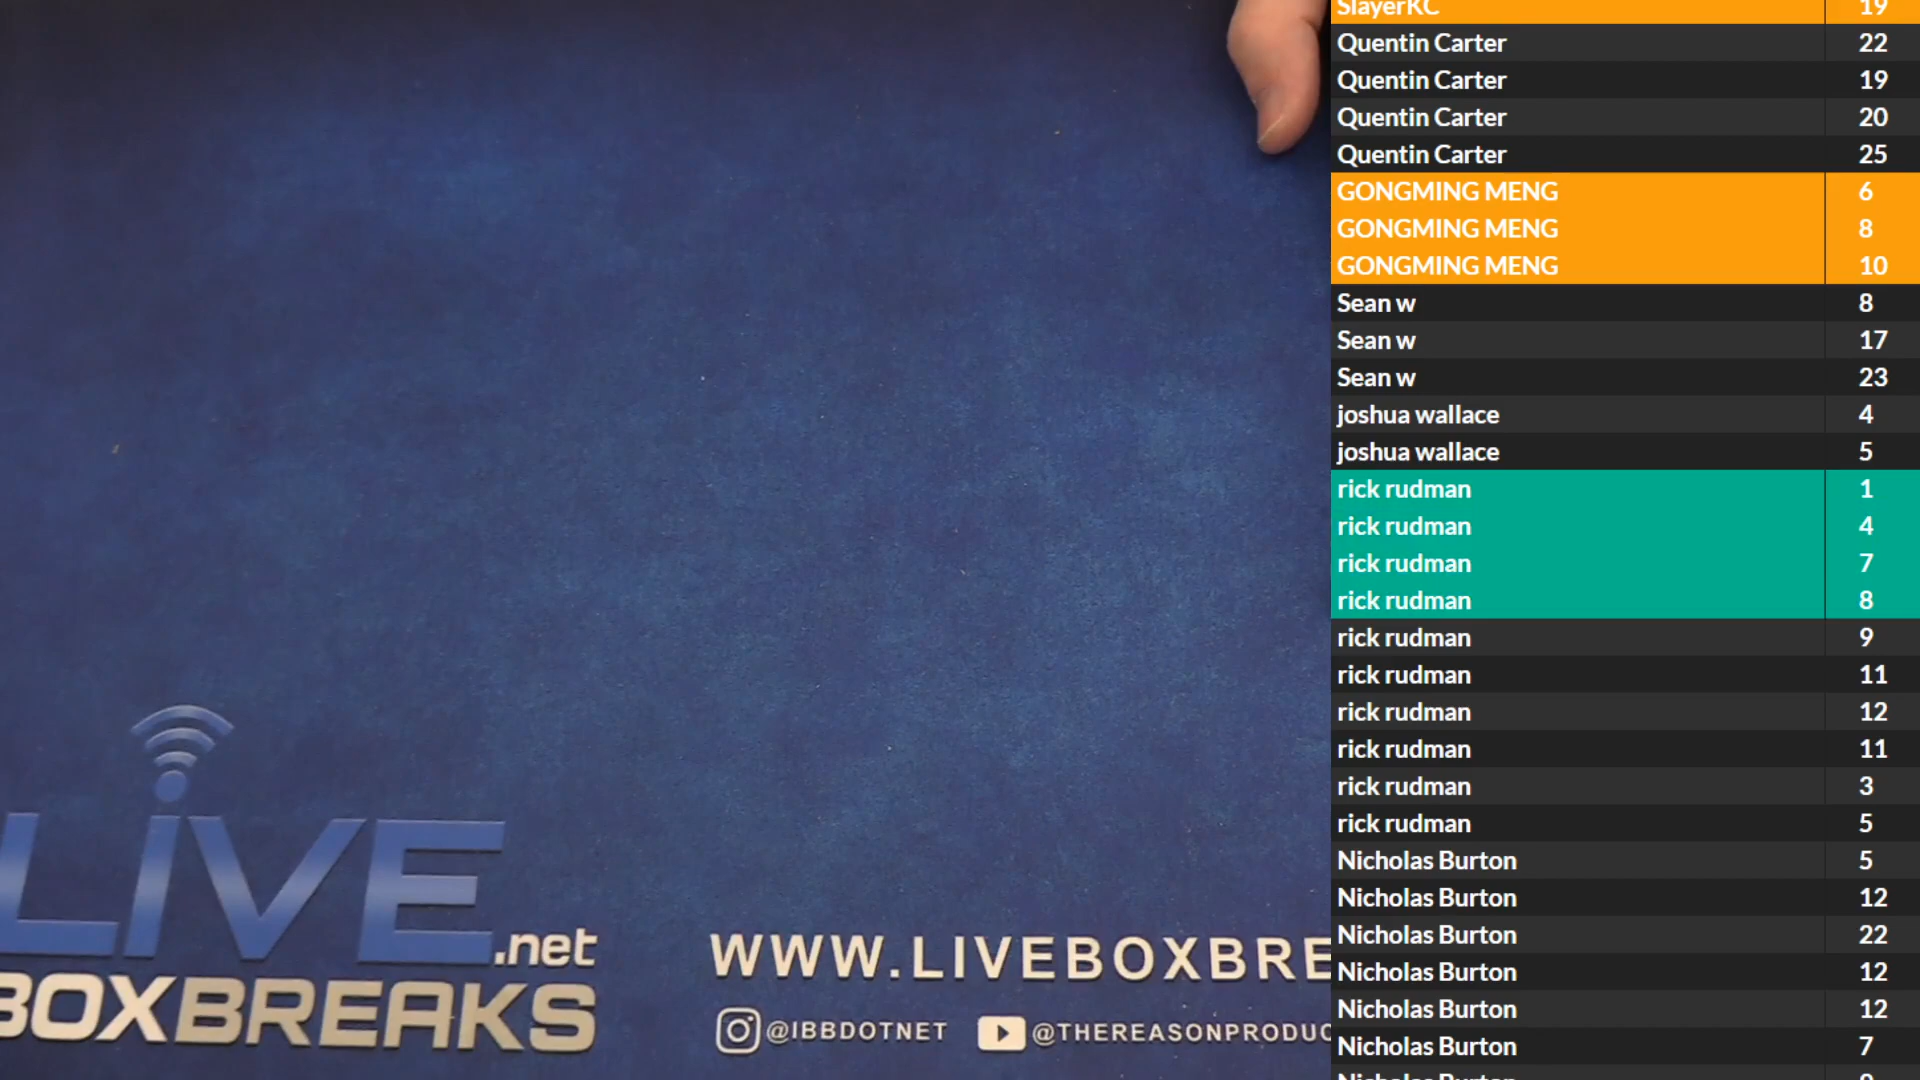 SlayerKC 19
Quentin Carter 22
Quentin Carter 19
Quentin Carter 20
Quentin Carter 25
GONGMING MENG 6
GONGMING MENG 8
GONGMING MENG 10
Sean w 8
Sean w 17
Sean w 23
joshua wallace 4
joshua wallace 5
rick rudman 1
rick rudman 4
rick rudman 7
rick rudman 8
rick rudman 9
rick rudman 11
rick rudman 12
rick rudman 11
rick rudman 3
rick rudman 5
Nicholas Burton 5
Nicholas Burton 12
Nicholas Burton 22
Nicholas Burton 12
Nicholas Burton 12
Nicholas Burton 7
LiVE.net
BOXBREAKS
WWW.LIVEBOXBRE
@IBBDOTNET @THEREASONPRODUC